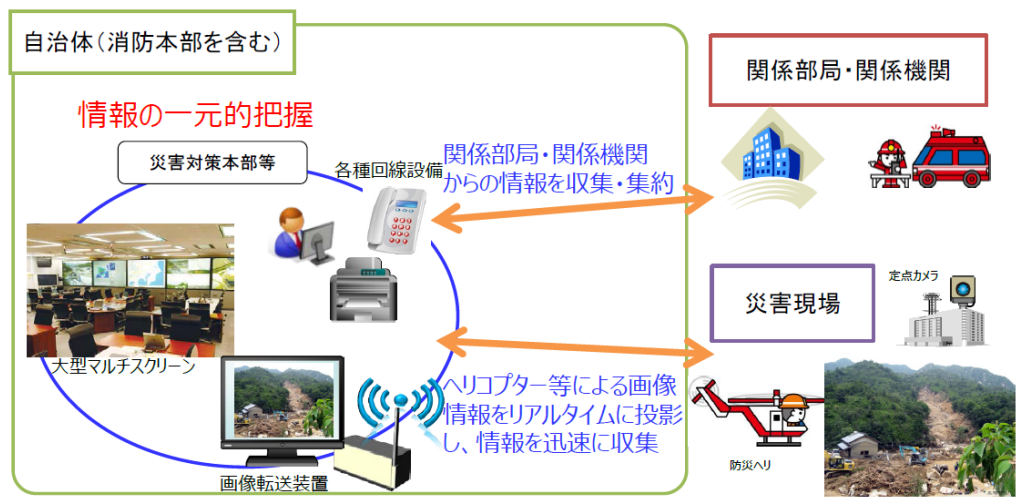 自治体（消防本部を含む）
情報の一元的把握
災害対策本部等
各種回線設備
大型マルチスクリーン
画像転送装置
関係部局・関係機関
からの情報を収集・集約
ヘリコプター等による画像
情報をリアルタイムに投影
し、情報を迅速に収集
関係部局・関係機関
災害現場
定点カメラ
防災ヘリ